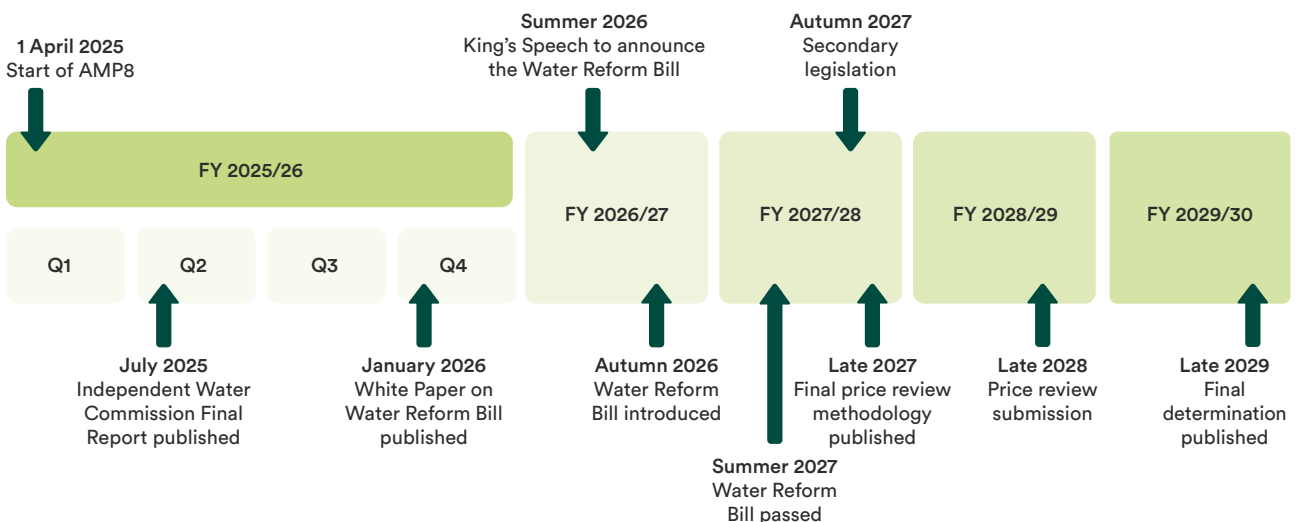 1 April 2025
Start of AMP8
Summer 2026
King's Speech to announce
the Water Reform Bill
Autumn 2027
Secondary
legislation
FY 2025/26
FY 2026/27
FY 2027/28
FY 2028/29
FY 2029/30
Q1
Q2
Q3
Q4
July 2025
Independent Water
Commission Final
Report published
January 2026
White Paper on
Water Reform Bill
published
Autumn 2026
Water Reform
Bill introduced
Summer 2027
Water Reform
Bill passed
Late 2027
Final price review
methodology
published
Late 2028
Price review
submission
Late 2029
Final
determination
published